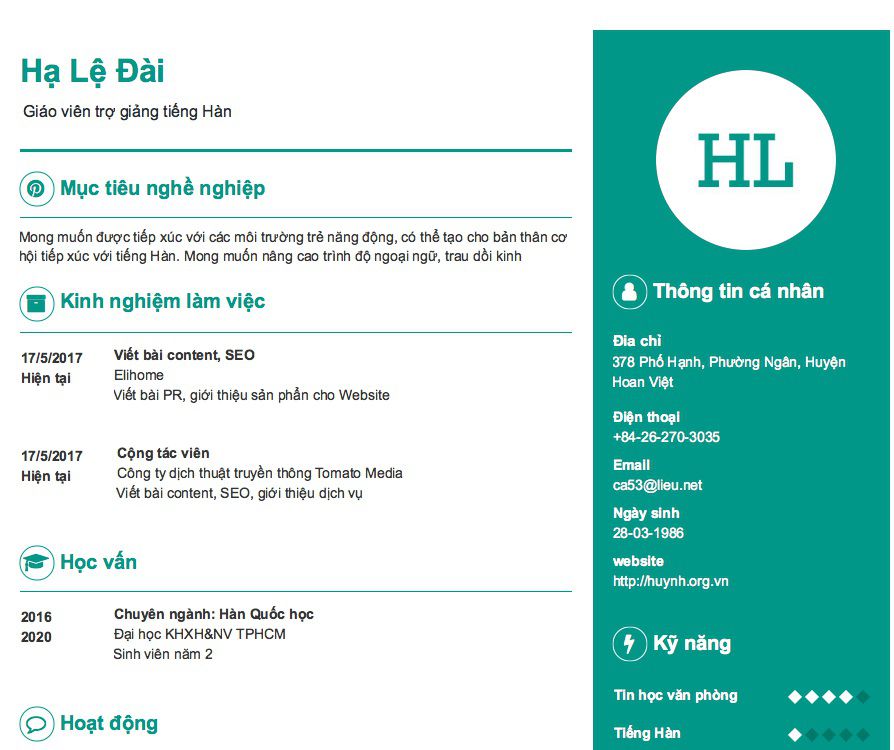 Hạ Lệ Đài
Giáo viên trợ giảng tiếng Hàn
Mục tiêu nghề nghiệp
Mong muốn được tiếp xúc với các môi trường trẻ năng động, có thể tạo cho bản thân cơ
hội tiếp xúc với tiếng Hàn. Mong muốn nâng cao trình độ ngoại ngữ, trau dồi kinh
Kinh nghiệm làm việc
17/5/2017
Hiện tại
Viết bài content, SEO
Elihome
Viết bài PR, giới thiệu sản phẩn cho Website
17/5/2017
Hiện tại
Cộng tác viên
Công ty dịch thuật truyền thông Tomato Media
Viết bài content, SEO, giới thiệu dịch vụ
Học vấn
2016
2020
Chuyên ngành: Hàn Quốc học
Đại học KHXH&NV TPHCM
Sinh viên năm 2
Hoạt động
HL
Thông tin cá nhân
Đia chỉ
378 Phố Hạnh, Phường Ngân, Huyện
Hoan Việt
Điện thoại
+84-26-270-3035
Email
ca53@lieu.net
Ngày sinh
28-03-1986
website
http://huynh.org.vn
Kỹ năng
Tin học văn phòng
Tiếng Hàn